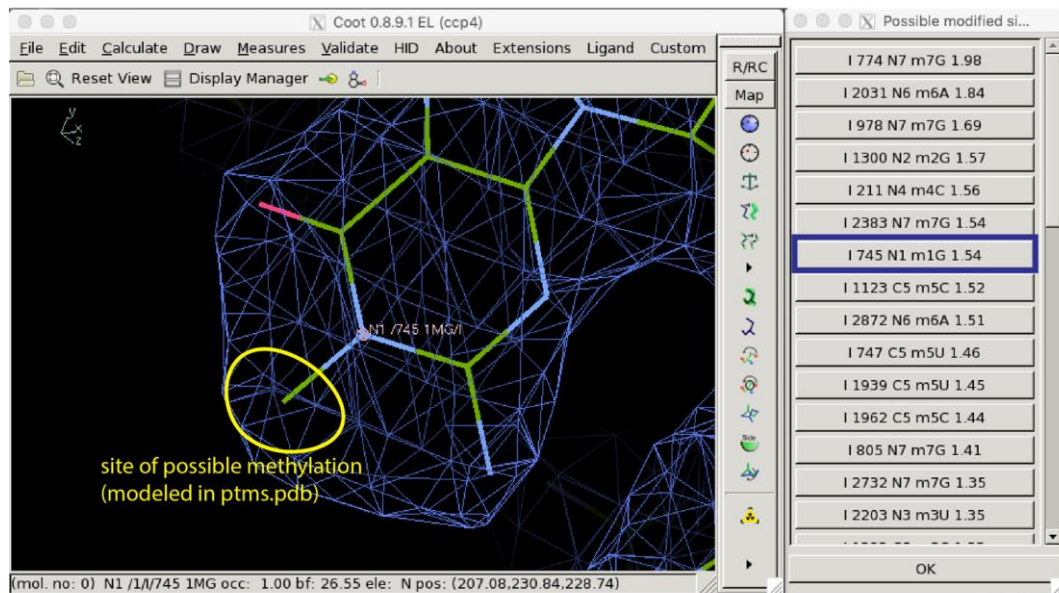 Coot 0.8.9.1 EL (ccp4)
File Edit Calculate Draw Measures Validate HID About Extensions Ligand Custom
Reset View Display Manager
R/RC
Map
y
x
z
N1 /745 1MG/I
site of possible methylation
(modeled in ptms.pdb)
Side
(mol. no: 0) N1 /1/I/745 1MG occ: 1.00 bf: 26.55 ele: N pos: (207.08,230.84,228.74)
Possible modified si...
I 774 N7 m7G 1.98
I 2031 N6 m6A 1.84
I 978 N7 m7G 1.69
I 1300 N2 m2G 1.57
I 211 N4 m4C 1.56
I 2383 N7 m7G 1.54
I 745 N1 m1G 1.54
I 1123 C5 m5C 1.52
I 2872 N6 m6A 1.51
I 747 C5 m5U 1.46
I 1939 C5 m5U 1.45
I 1962 C5 m5C 1.44
I 805 N7 m7G 1.41
I 2732 N7 m7G 1.35
I 2203 N3 m3U 1.35
OK